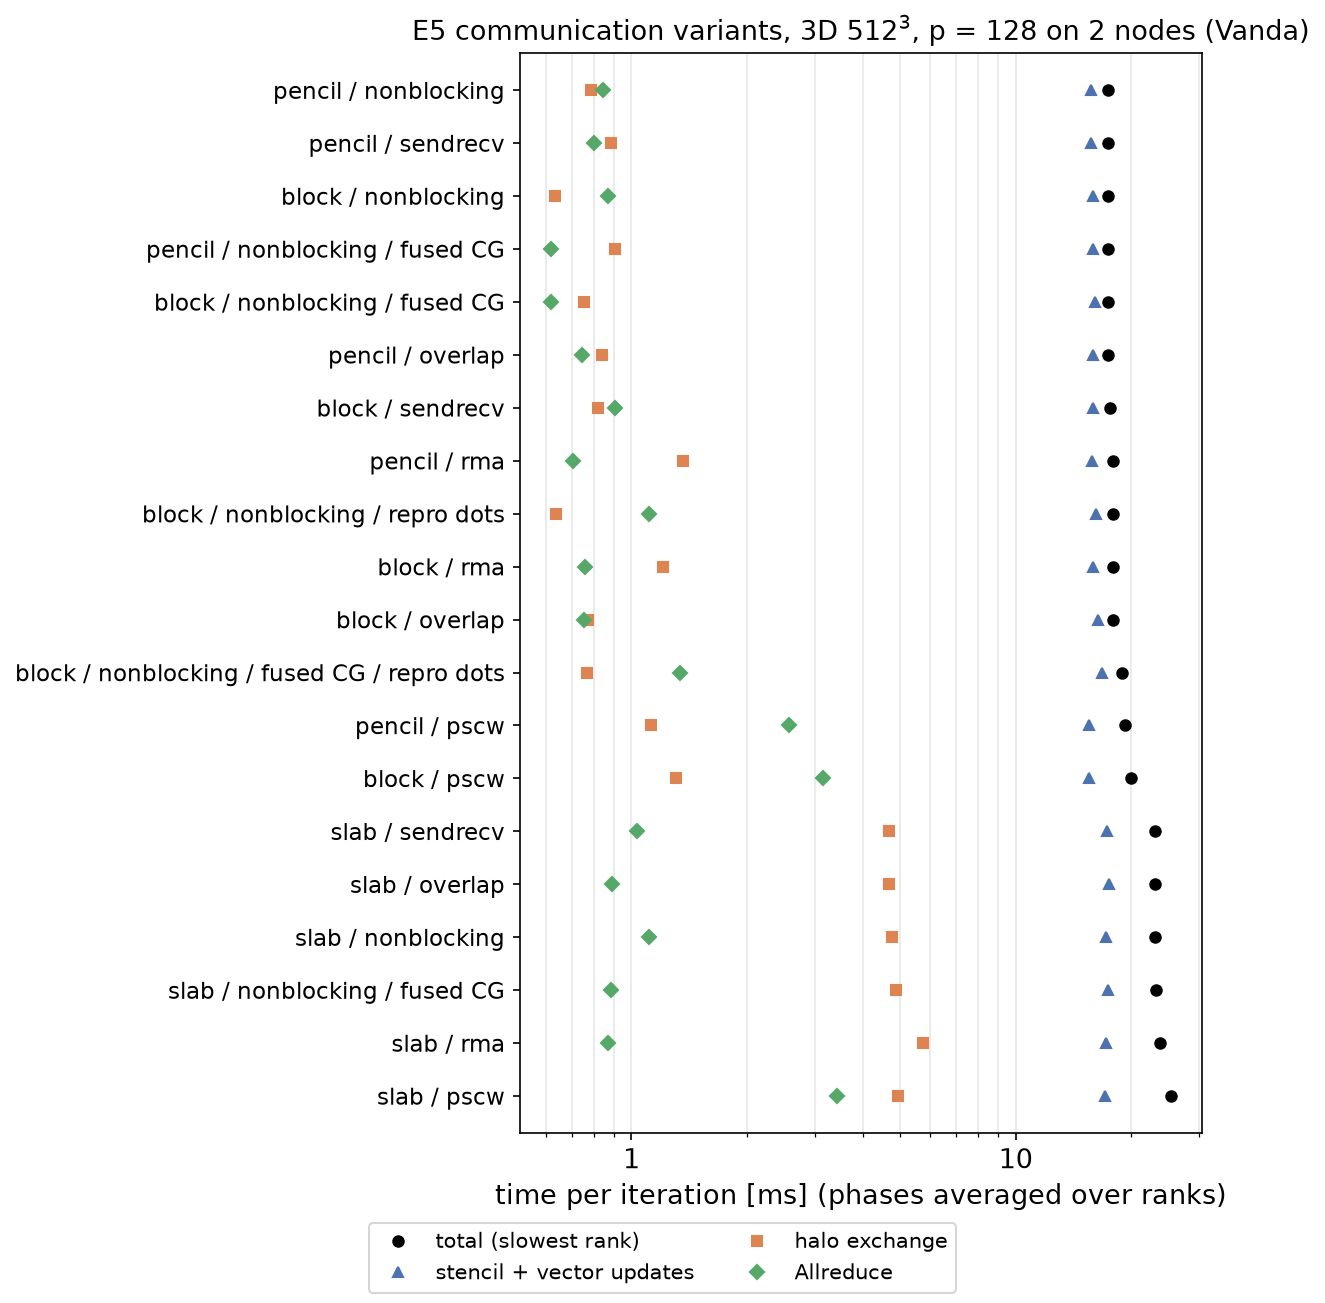 E5 communication variants, 3D 512³, p = 128 on 2 nodes (Vanda)
pencil / nonblocking
pencil / sendrecv
block / nonblocking
pencil / nonblocking / fused CG
block / nonblocking / fused CG
pencil / overlap
block / sendrecv
pencil / rma
block / nonblocking / repro dots
block / rma
block / overlap
block / nonblocking / fused CG / repro dots
pencil / pscw
block / pscw
slab / sendrecv
slab / overlap
slab / nonblocking
slab / nonblocking / fused CG
slab / rma
slab / pscw
1 10
time per iteration [ms] (phases averaged over ranks)
total (slowest rank) halo exchange
stencil + vector updates Allreduce